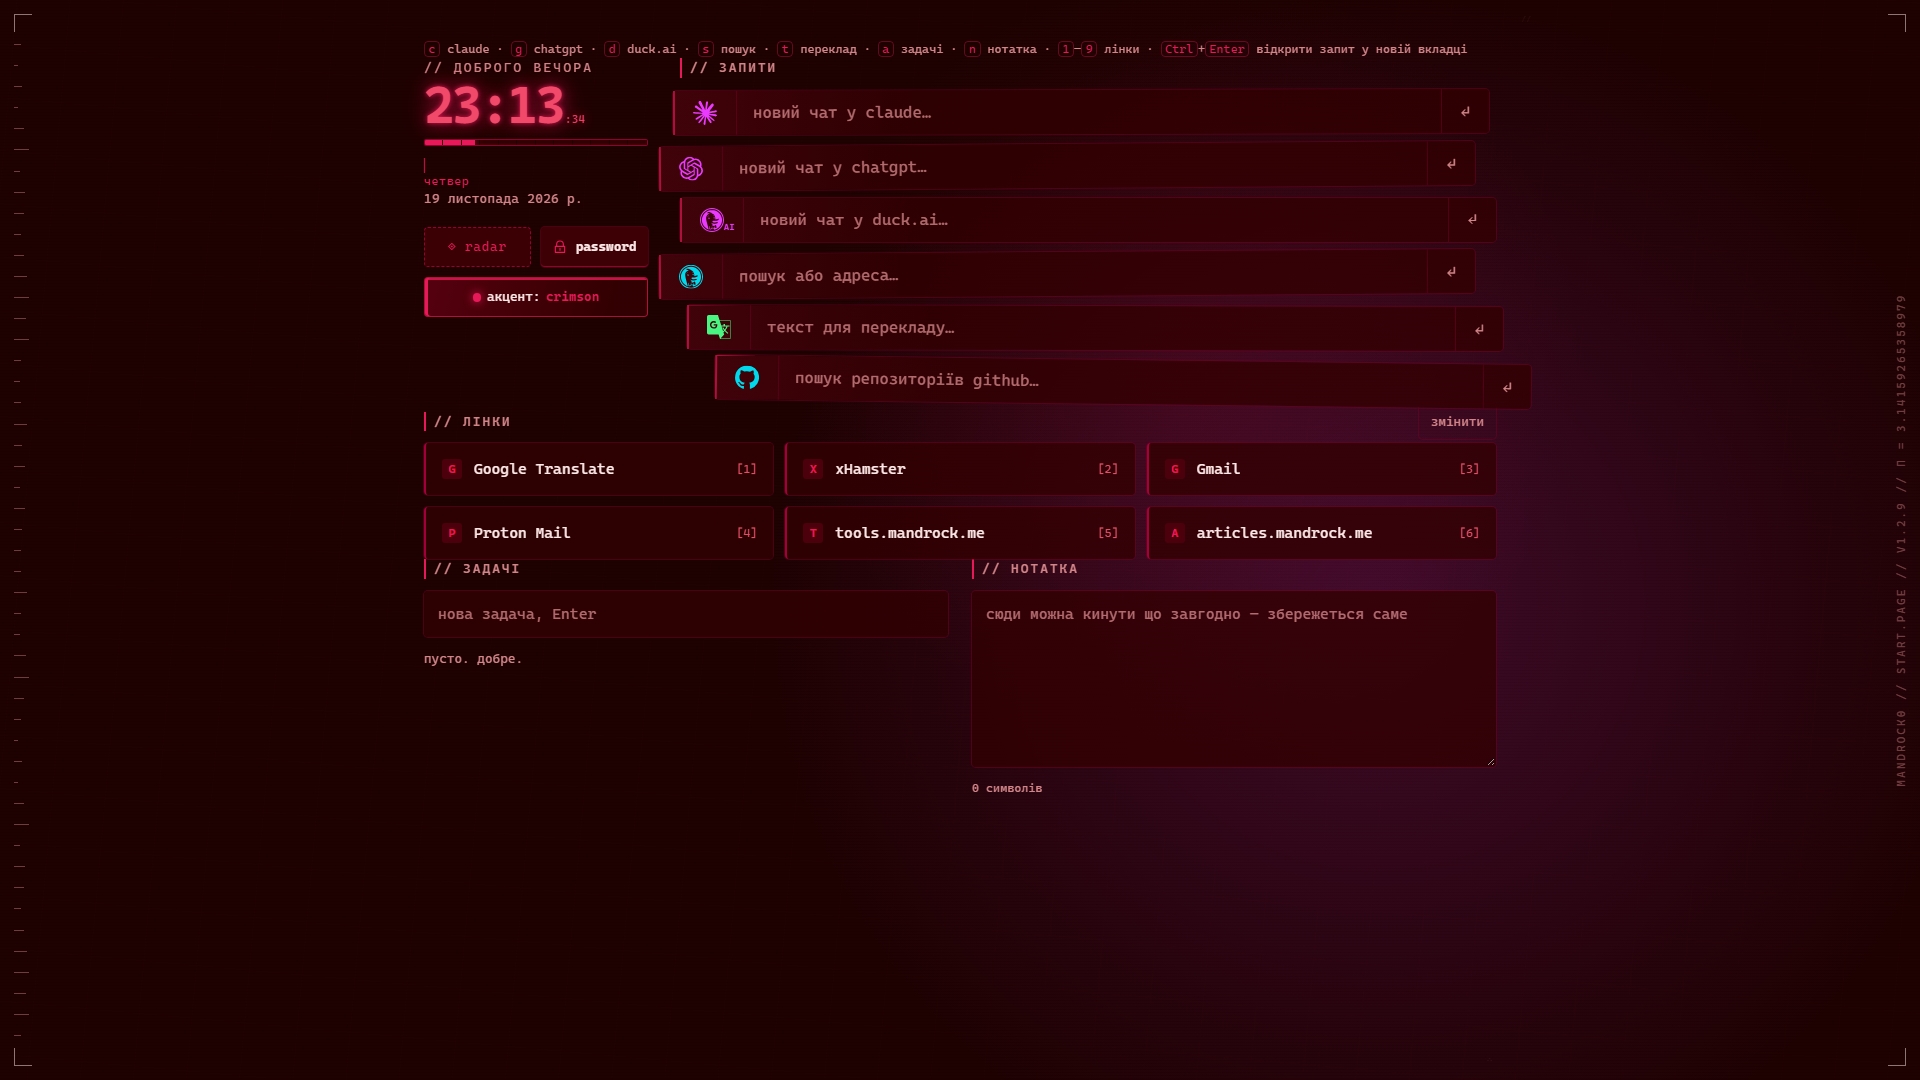 c claude · g chatgpt · d duck.ai · s пошук · t переклад · a задачі · n нотатка · 1–9 лінки · Ctrl+Enter відкрити запит у новій вкладці
// ДОБРОГО ВЕЧОРА
23:13:34
четвер
19 листопада 2026 р.
⌖ radar
password
акцент: crimson
// ЗАПИТИ
новий чат у claude… ↲
новий чат у chatgpt… ↲
AI новий чат у duck.ai… ↲
пошук або адреса… ↲
G 文 текст для перекладу… ↲
пошук репозиторіїв github… ↲
// ЛІНКИ
змінити
G Google Translate [1]
X xHamster [2]
G Gmail [3]
P Proton Mail [4]
T tools.mandrock.me [5]
A articles.mandrock.me [6]
// ЗАДАЧІ
нова задача, Enter
пусто. добре.
// НОТАТКА
сюди можна кинути що завгодно — збережеться саме
0 символів
MANDROCK0 // START.PAGE // V1.2.9 // П = 3.141592653589​79